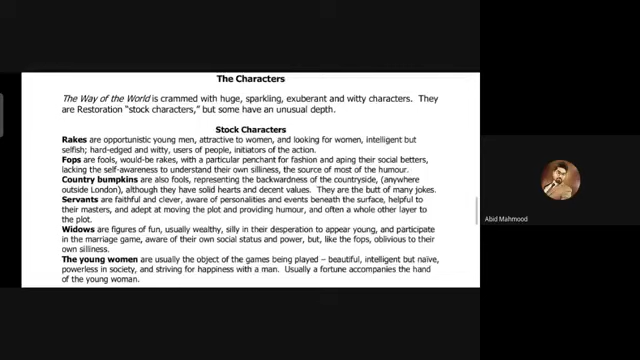 The Characters
The Way of the World is crammed with huge, sparkling, exuberant and witty characters. They
are Restoration "stock characters," but some have an unusual depth.
Stock Characters
Rakes are opportunistic young men, attractive to women, and looking for women, intelligent but
selfish; hard-edged and witty, users of people, initiators of the action.
Fops are fools, would-be rakes, with a particular penchant for fashion and aping their social betters,
lacking the self-awareness to understand their own silliness, the source of most of the humour.
Country bumpkins are also fools, representing the backwardness of the countryside, (anywhere
outside London), although they have solid hearts and decent values. They are the butt of many jokes.
Servants are faithful and clever, aware of personalities and events beneath the surface, helpful to
their masters, and adept at moving the plot and providing humour, and often a whole other layer to
the plot.
Widows are figures of fun, usually wealthy, silly in their desperation to appear young, and participate
in the marriage game, aware of their own social status and power, but, like the fops, oblivious to their
own silliness.
The young women are usually the object of the games being played – beautiful, intelligent but naïve,
powerless in society, and striving for happiness with a man. Usually a fortune accompanies the hand
of the young woman.
Abid Mahmood